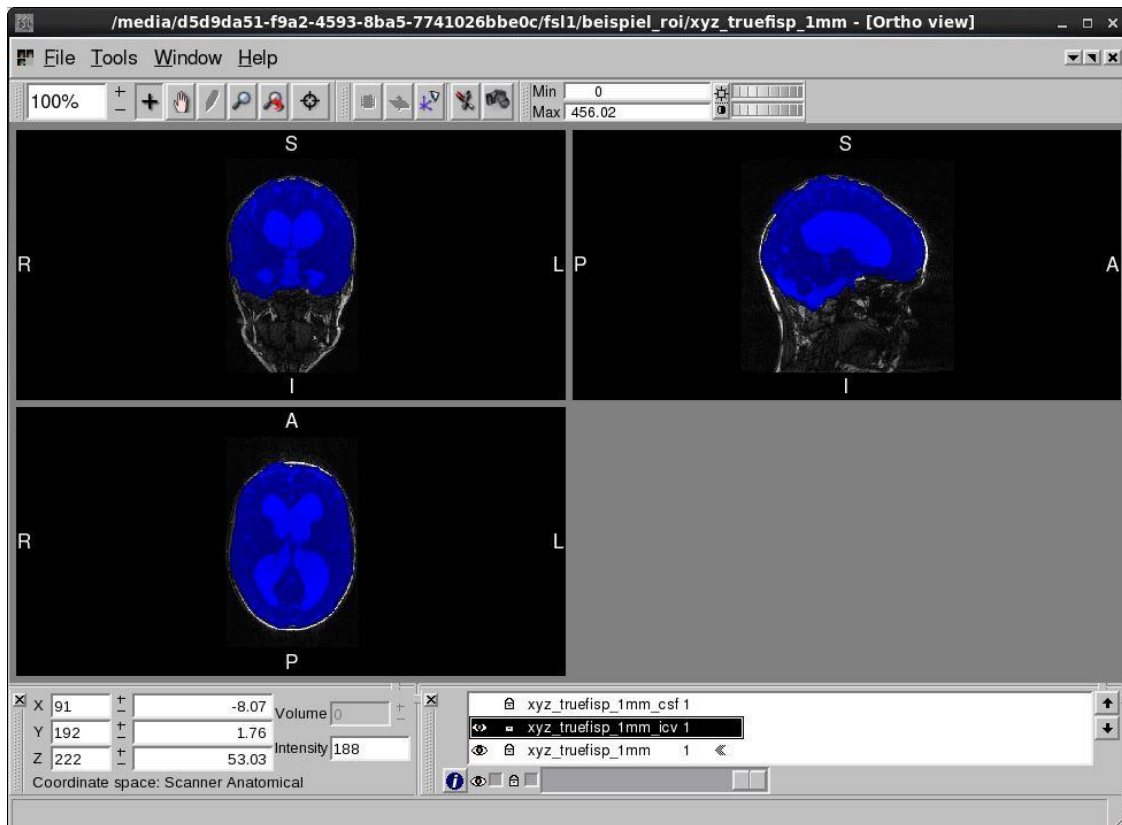 /media/d5d9da51-f9a2-4593-8ba5-7741026bbe0c/fsl1/beispiel_roi/xyz_truefisp_1mm - [Ortho view]
File Tools Window Help
100% Min 0
Max 456.02
S S
R L P A
I I
A
R L
P
X 91 -8.07 Volume 0
Y 192 1.76
Z 222 53.03 Intensity 188
Coordinate space: Scanner Anatomical
xyz_truefisp_1mm_csf 1
xyz_truefisp_1mm_icv 1
xyz_truefisp_1mm 1